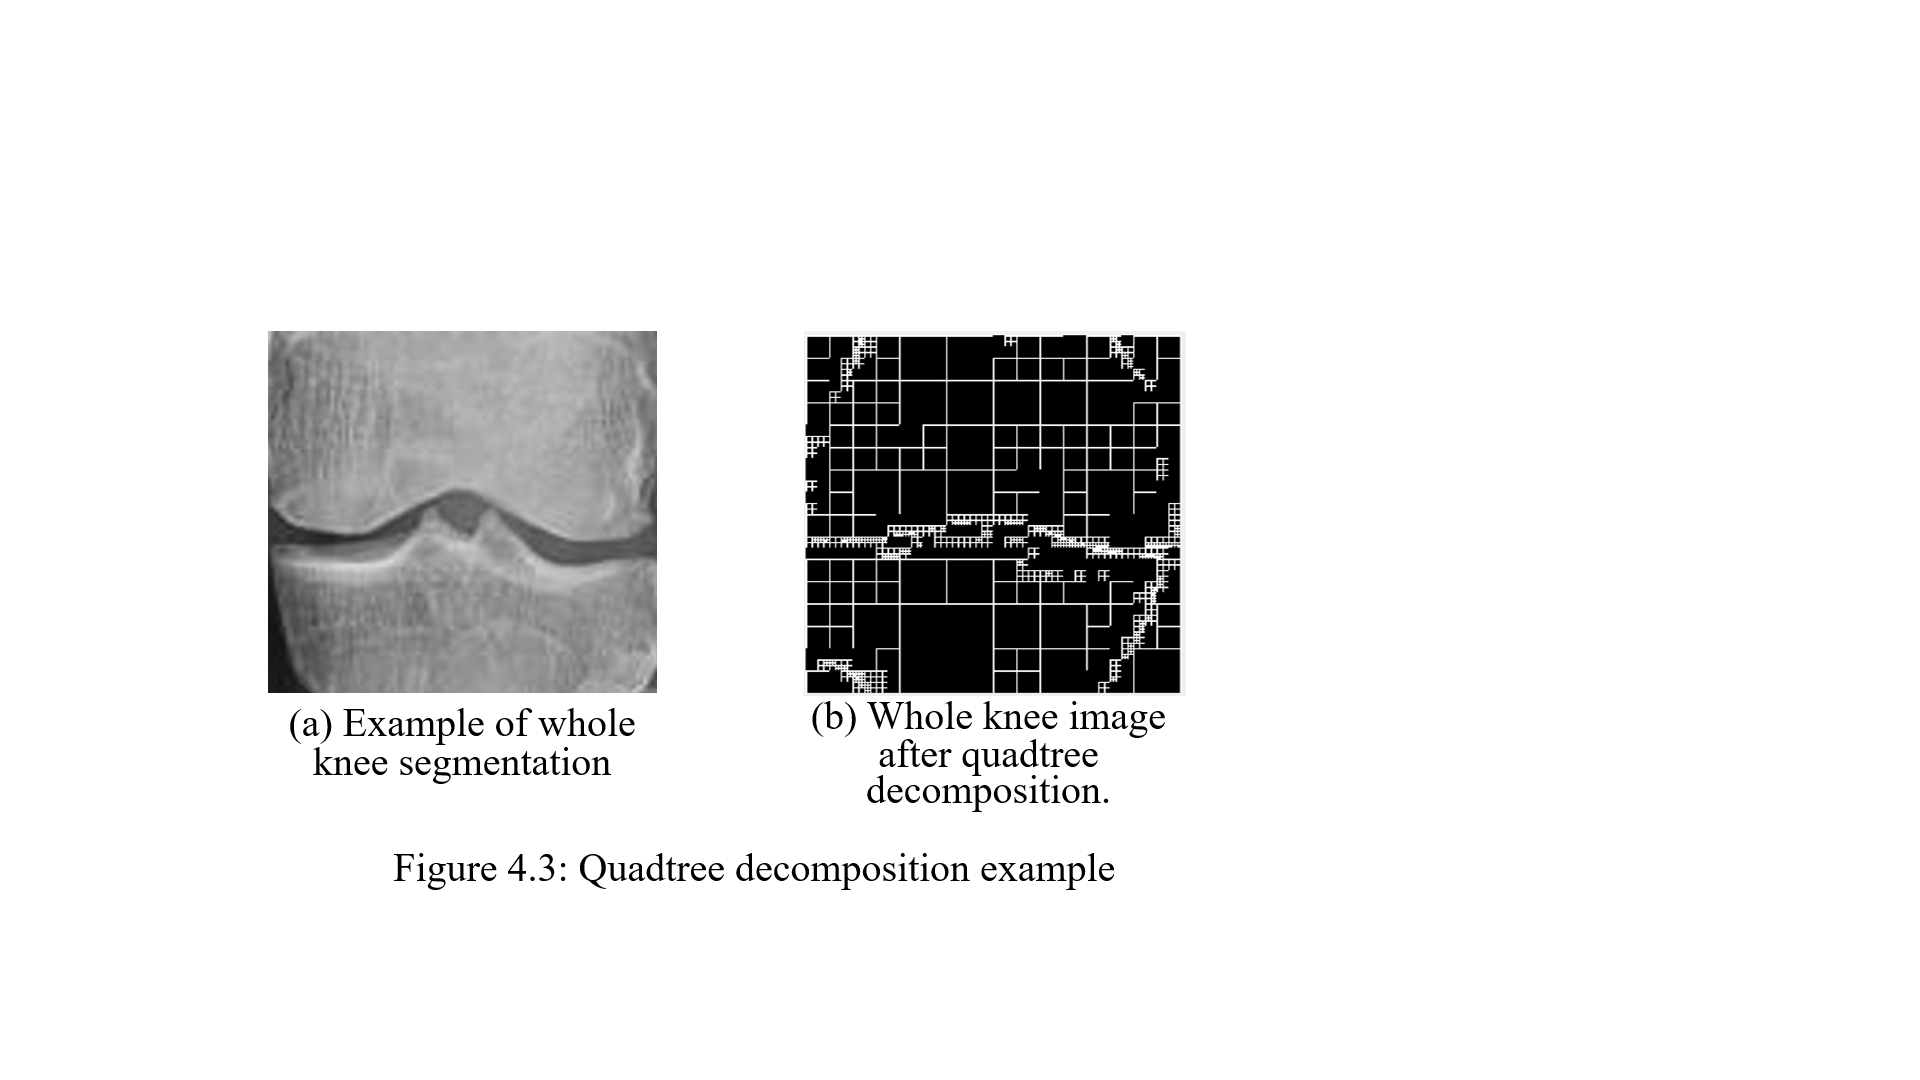 (a) Example of whole
knee segmentation
(b) Whole knee image
after quadtree
decomposition.
Figure 4.3: Quadtree decomposition example